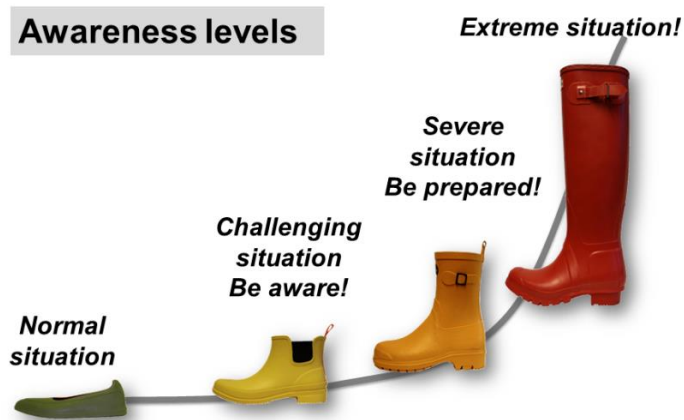 Awareness levels
Extreme situation!
Severe
situation
Be prepared!
Challenging
situation
Be aware!
Normal
situation